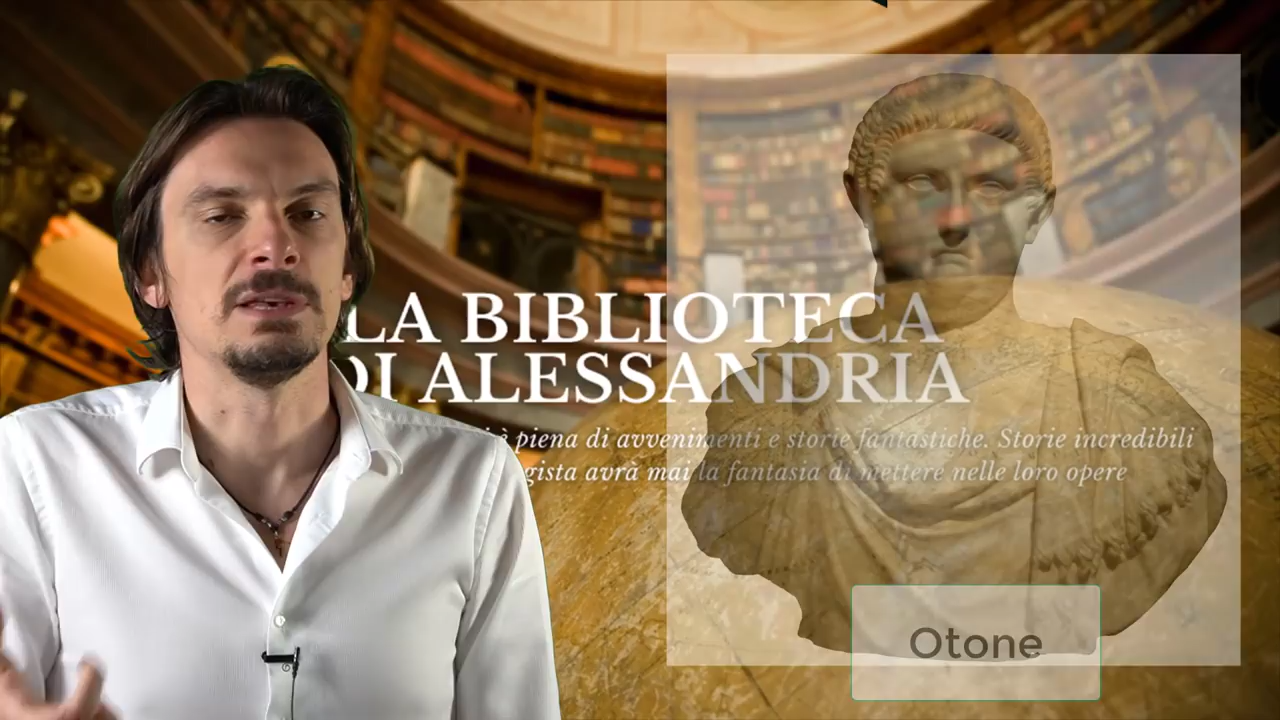 LA BIBLIOTECA
DI ALESSANDRIA
è piena di avvenimenti e storie fantastiche. Storie incredibili
avrà mai la fantasia di mettere nelle loro opere
Otone